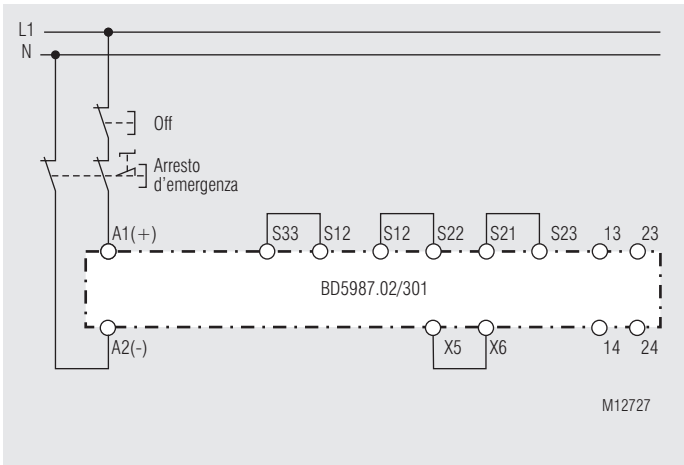 L1
N
Off
Arresto
d'emergenza
A1(+)
S33
S12
S12
S22
S21
S23
13
23
BD5987.02/301
A2(-)
X5
X6
14
24
M12727